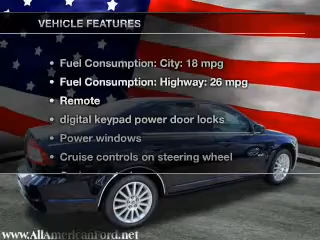 VEHICLE FEATURES
• Fuel Consumption: City: 18 mpg
• Fuel Consumption: Highway: 26 mpg
• Remote
• digital keypad power door locks
• Power windows
• Cruise controls on steering wheel
www.AllAmericanFord.net